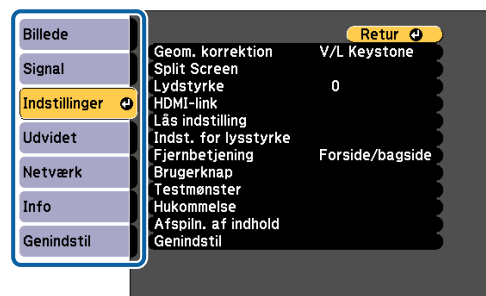 Billede
Signal
Indstillinger
Udvidet
Netværk
Info
Genindstil
Retur
Geom. korrektion V/L Keystone
Split Screen
Lydstyrke 0
HDMI-link
Lås indstilling
Indst. for lysstyrke
Fjernbetjening Forside/bagside
Brugerknap
Testmønster
Hukommelse
Afspiln. af indhold
Genindstil